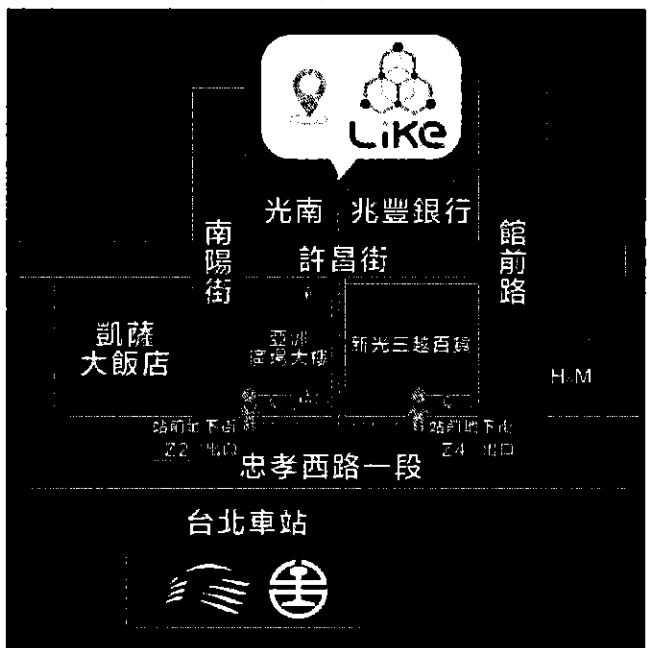 LiKe
光南
兆豐銀行
南陽街
許昌街
館前路
凱薩
大飯店
亞洲
廣場大樓
新光三越百貨
H&M
站前地下街
Z2 出口
站前地下街
Z4 出口
忠孝西路一段
台北車站